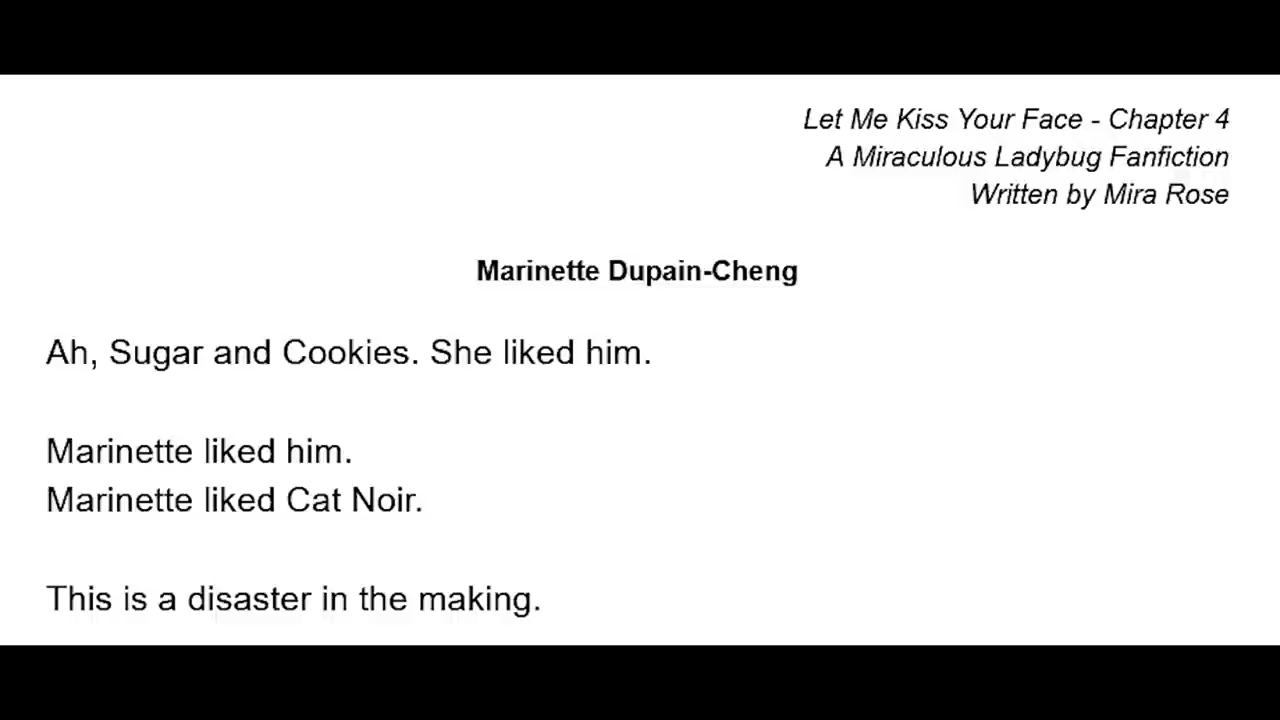 Let Me Kiss Your Face - Chapter 4
A Miraculous Ladybug Fanfiction
Written by Mira Rose
Marinette Dupain-Cheng
Ah, Sugar and Cookies. She liked him.
Marinette liked him.
Marinette liked Cat Noir.
This is a disaster in the making.